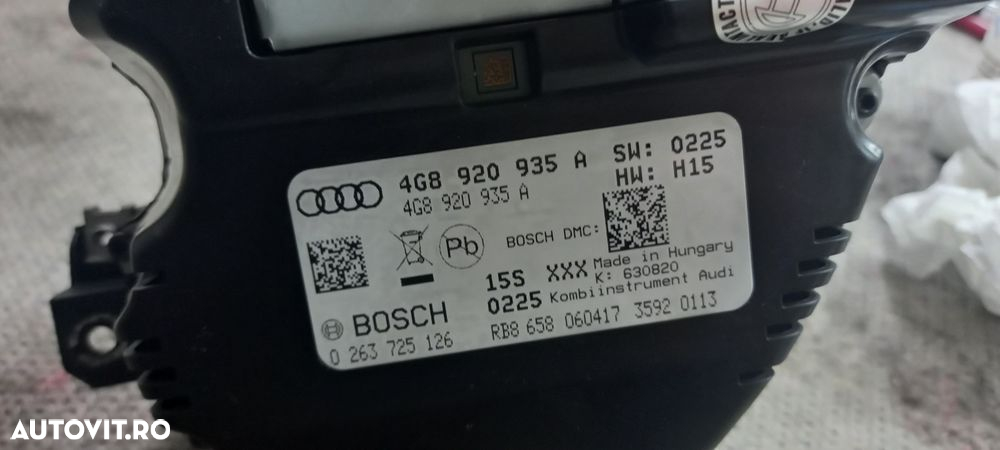 4G8 920 935 A SW: 0225
4G8 920 935 A HW: H15
Pb BOSCH DMC:
15S XXX Made in Hungary
K: 630820
0225 Kombiinstrument Audi
BOSCH
0 263 725 126 RB8 658 060417 3592 0113
AUTOVIT.RO